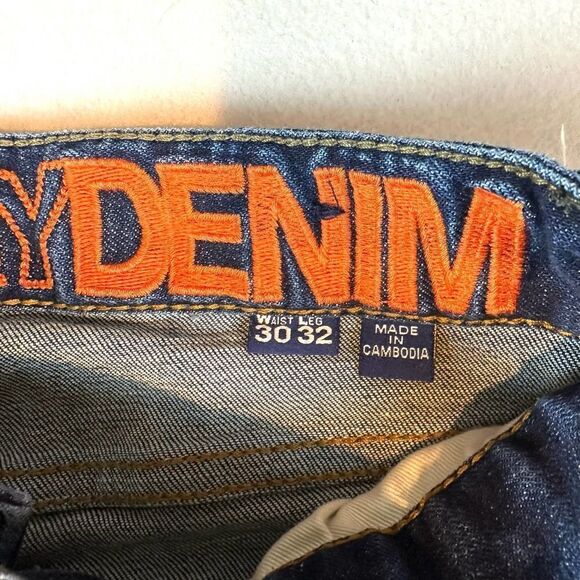 YDENIM
WAIST LEG
30 32
MADE
IN
CAMBODIA